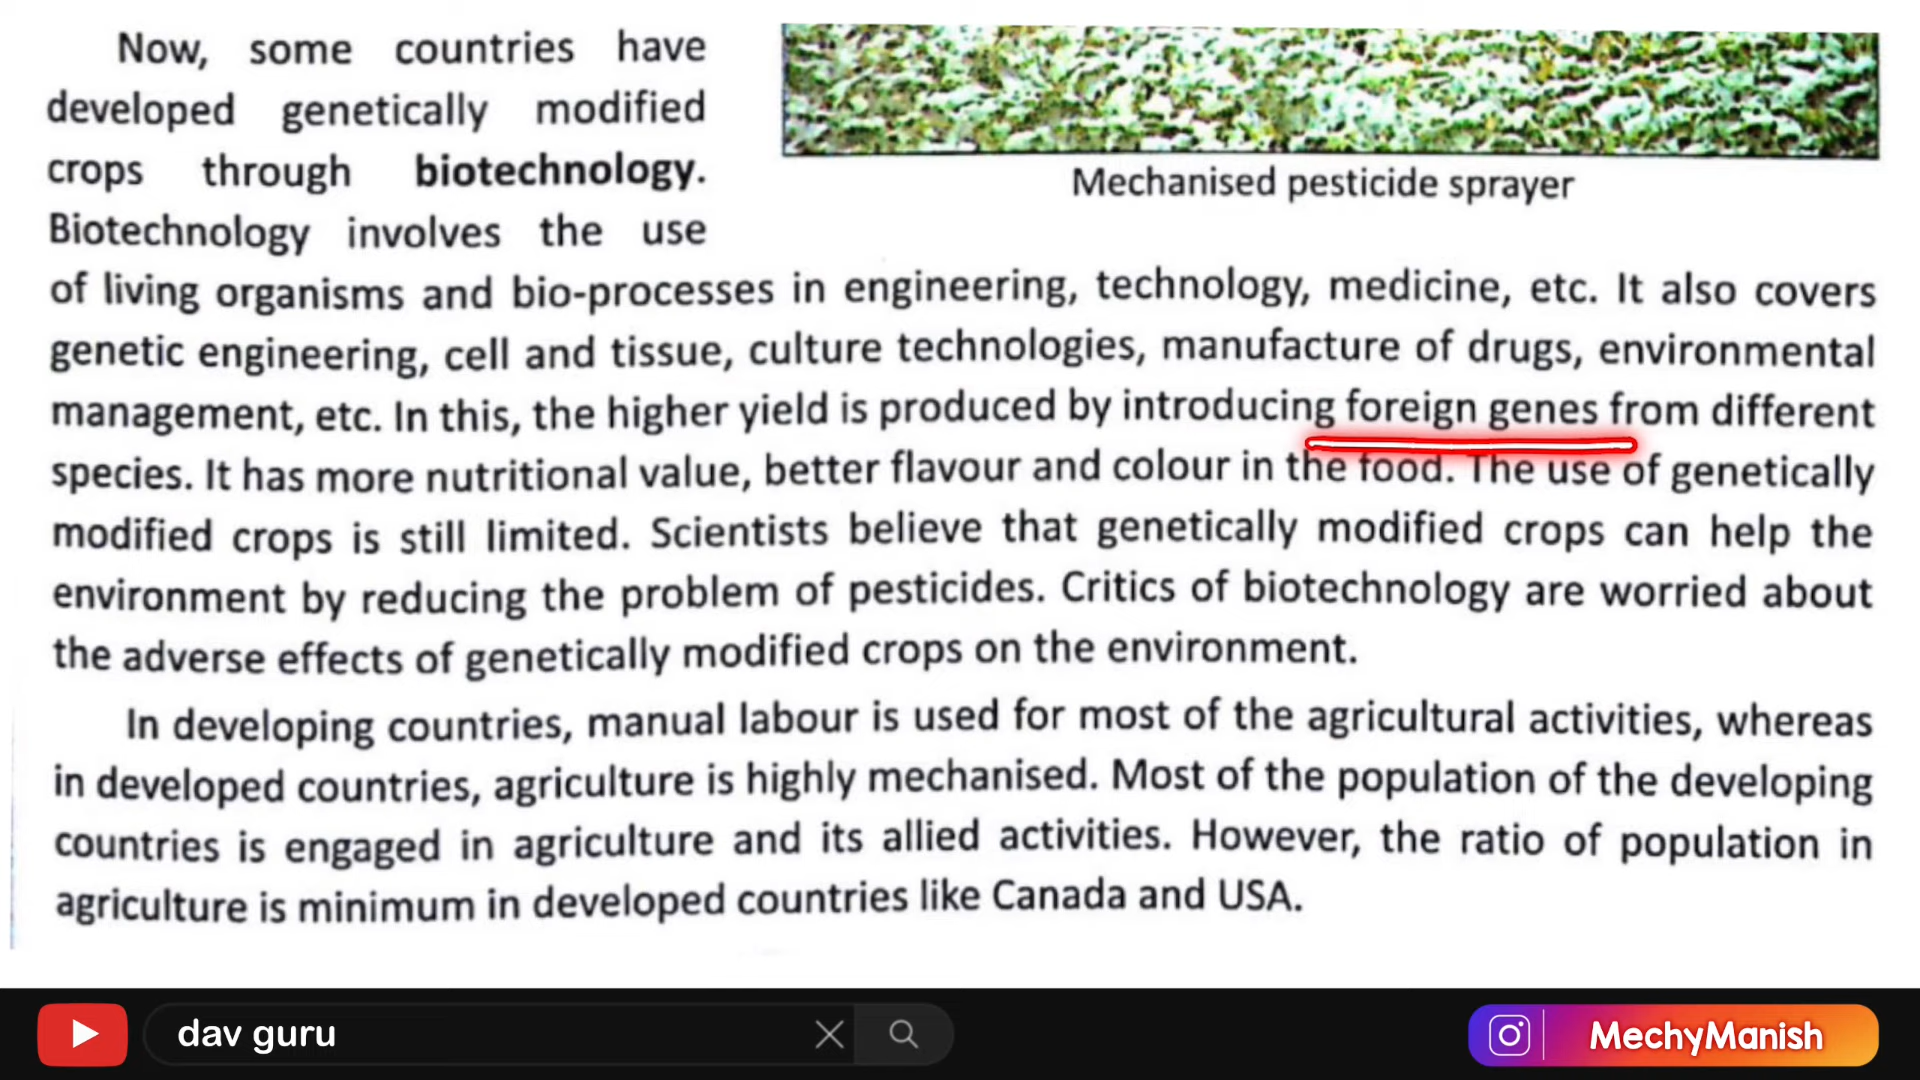 Now, some countries have
developed genetically modified
crops through biotechnology.
Biotechnology involves the use
Mechanised pesticide sprayer
of living organisms and bio-processes in engineering, technology, medicine, etc. It also covers
genetic engineering, cell and tissue, culture technologies, manufacture of drugs, environmental
management, etc. In this, the higher yield is produced by introducing foreign genes from different
species. It has more nutritional value, better flavour and colour in the food. The use of genetically
modified crops is still limited. Scientists believe that genetically modified crops can help the
environment by reducing the problem of pesticides. Critics of biotechnology are worried about
the adverse effects of genetically modified crops on the environment.
In developing countries, manual labour is used for most of the agricultural activities, whereas
in developed countries, agriculture is highly mechanised. Most of the population of the developing
countries is engaged in agriculture and its allied activities. However, the ratio of population in
agriculture is minimum in developed countries like Canada and USA.
dav guru
MechyManish